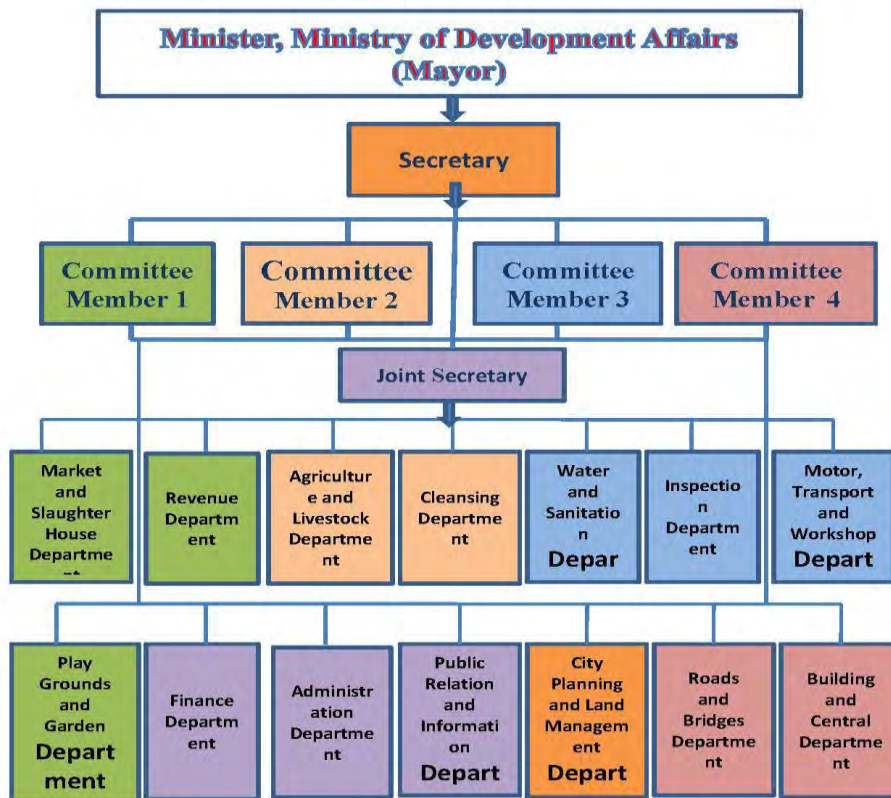 Minister, Ministry of Development Affairs
(Mayor)
Secretary
Committee
Member 1
Committee
Member 2
Committee
Member 3
Committee
Member 4
Joint Secretary
Market
and
Slaughter
House
Departme
Revenue
Departm
ent
Agricultur
e and
Livestock
Departme
nt
Cleansing
Departme
nt
Water
and
Sanitatio
n
Depar
Inspectio
n
Departm
ent
Motor,
Transport
and
Workshop
Depart
Play
Grounds
and
Garden
Depart
ment
Finance
Departm
ent
Administr
ation
Departme
nt
Public
Relation
and
Informati
on
Depart
City
Planning
and Land
Managem
ent
Depart
Roads
and
Bridges
Departme
nt
Building
and
Central
Departme
nt